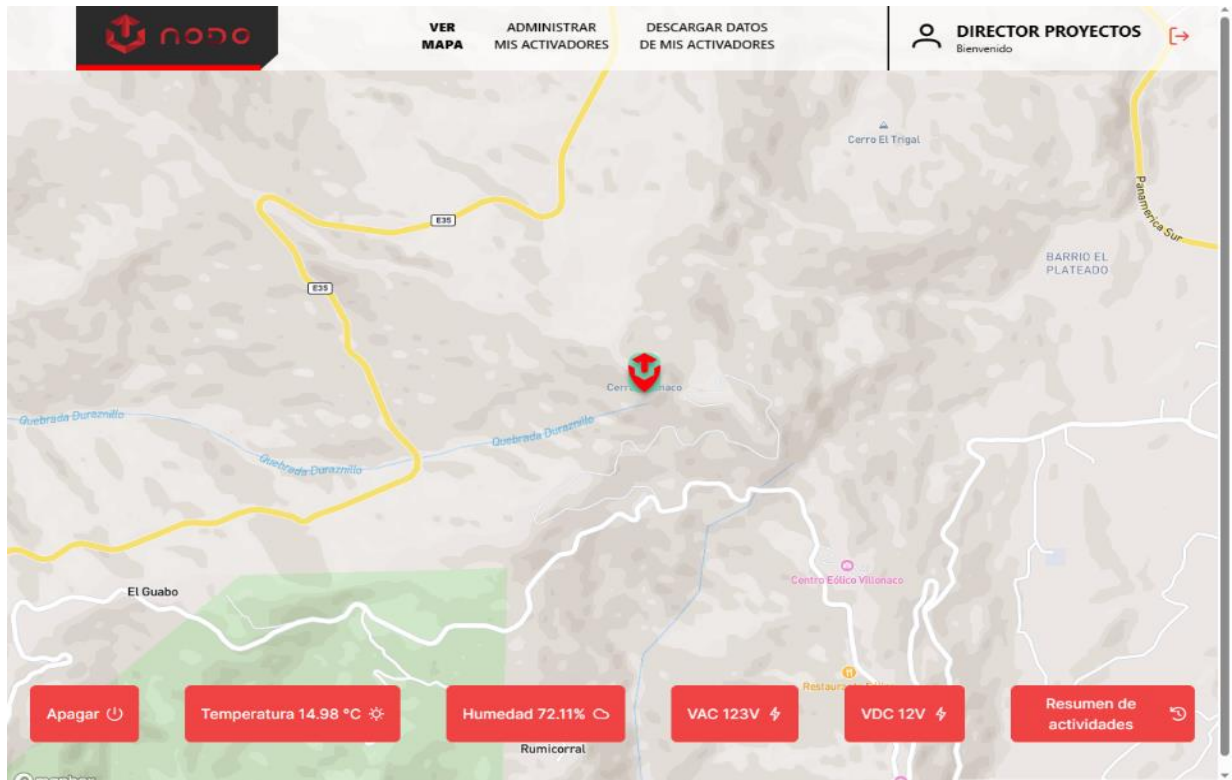 NODO
VER
MAPA
ADMINISTRAR
MIS ACTIVADORES
DESCARGAR DATOS
DE MIS ACTIVADORES
DIRECTOR PROYECTOS
Bienvenido
Cerro El Trigal
Panamerica Sur
E35
BARRIO EL
PLATEADO
E35
Quebrada Duraznillo
Quebrada Duraznillo
Quebrada Duraznillo
Centro Eólico Villonaco
El Guabo
Apagar
Temperatura 14.98 °C
Humedad 72.11%
VAC 123V
VDC 12V
Resumen de
actividades
Rumicorral